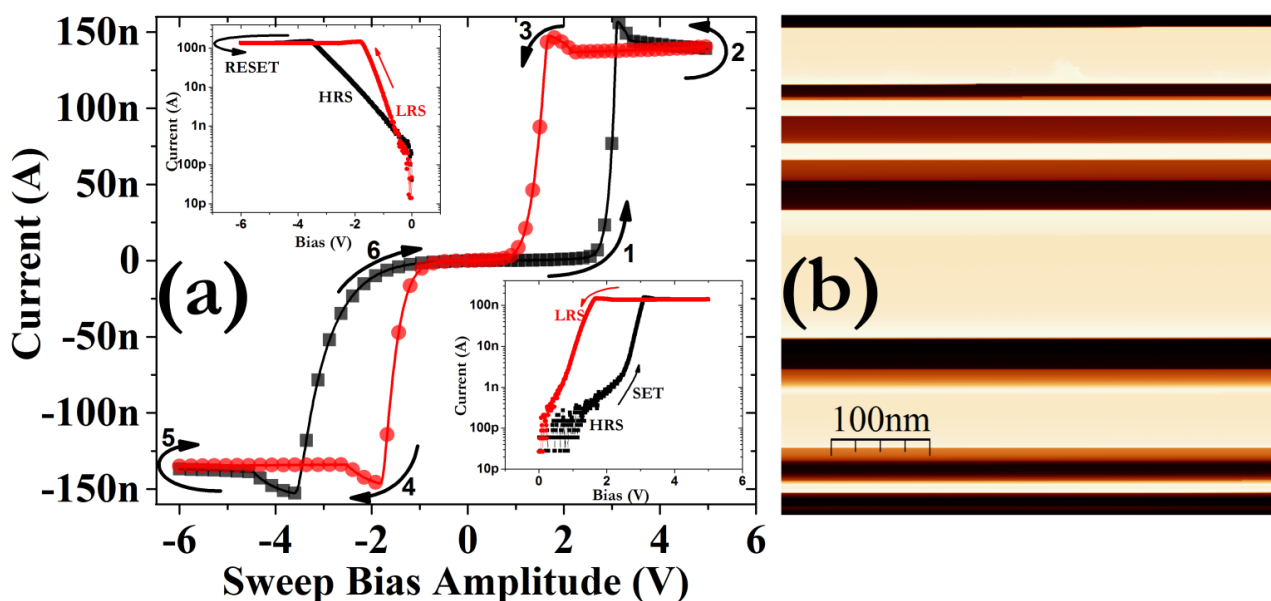 Current (A)
150n
100n
50n
0
-50n
-100n
-150n
-6
-4
-2
0
2
4
6
Sweep Bias Amplitude (V)
(a)
1
2
3
4
5
6
Current (A)
100n
10n
1n
100p
10p
RESET
HRS
LRS
-6
-4
-2
0
Bias (V)
Current (A)
100n
10n
1n
100p
10p
LRS
SET
HRS
0
2
4
6
Bias (V)
(b)
100nm